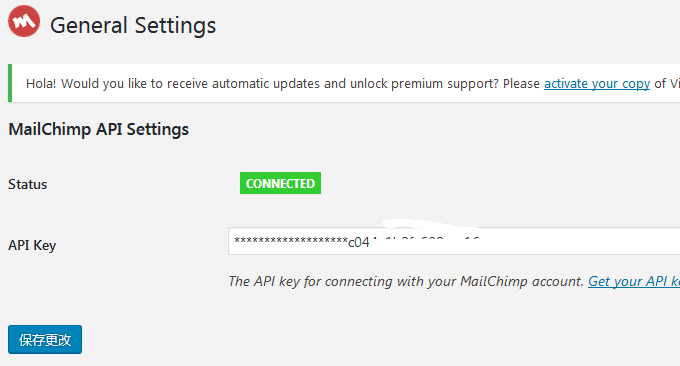 General Settings
Hola! Would you like to receive automatic updates and unlock premium support? Please activate your copy of Vi
MailChimp API Settings
Status
CONNECTED
API Key
*******************c04
The API key for connecting with your MailChimp account. Get your API k
保存更改